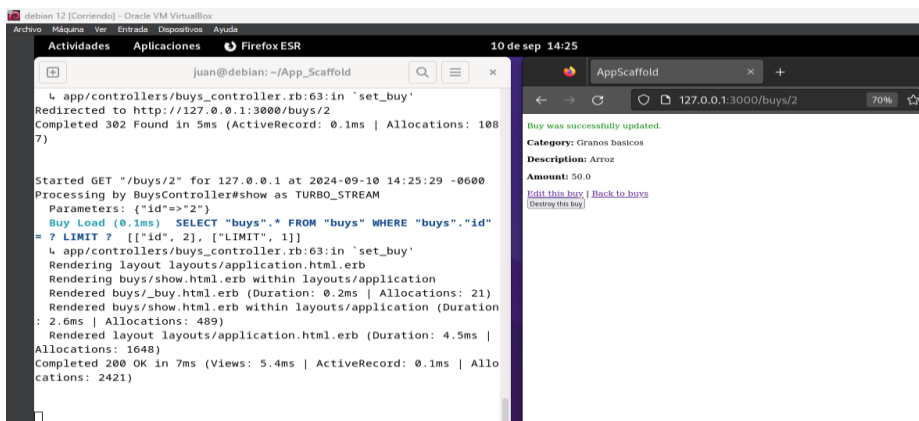 debian 12 [Corriendo] - Oracle VM VirtualBox
Archivo Máquina Ver Entrada Dispositivos Ayuda
Actividades Aplicaciones Firefox ESR 10 de sep 14:25
juan@debian: ~/App_Scaffold
↳ app/controllers/buys_controller.rb:63:in `set_buy'
Redirected to http://127.0.0.1:3000/buys/2
Completed 302 Found in 5ms (ActiveRecord: 0.1ms | Allocations: 108
7)
Started GET "/buys/2" for 127.0.0.1 at 2024-09-10 14:25:29 -0600
Processing by BuysController#show as TURBO_STREAM
Parameters: {"id"=>"2"}
Buy Load (0.1ms) SELECT "buys".* FROM "buys" WHERE "buys"."id"
= ? LIMIT ? [["id", 2], ["LIMIT", 1]]
↳ app/controllers/buys_controller.rb:63:in `set_buy'
Rendering layout layouts/application.html.erb
Rendering buys/show.html.erb within layouts/application
Rendered buys/_buy.html.erb (Duration: 0.2ms | Allocations: 21)
Rendered buys/show.html.erb within layouts/application (Duration
: 2.6ms | Allocations: 489)
Rendered layout layouts/application.html.erb (Duration: 4.5ms |
Allocations: 1648)
Completed 200 OK in 7ms (Views: 5.4ms | ActiveRecord: 0.1ms | Allo
cations: 2421)
AppScaffold
127.0.0.1:3000/buys/2 70%
Buy was successfully updated.
Category: Granos basicos
Description: Arroz
Amount: 50.0
Edit this buy | Back to buys
Destroy this buy